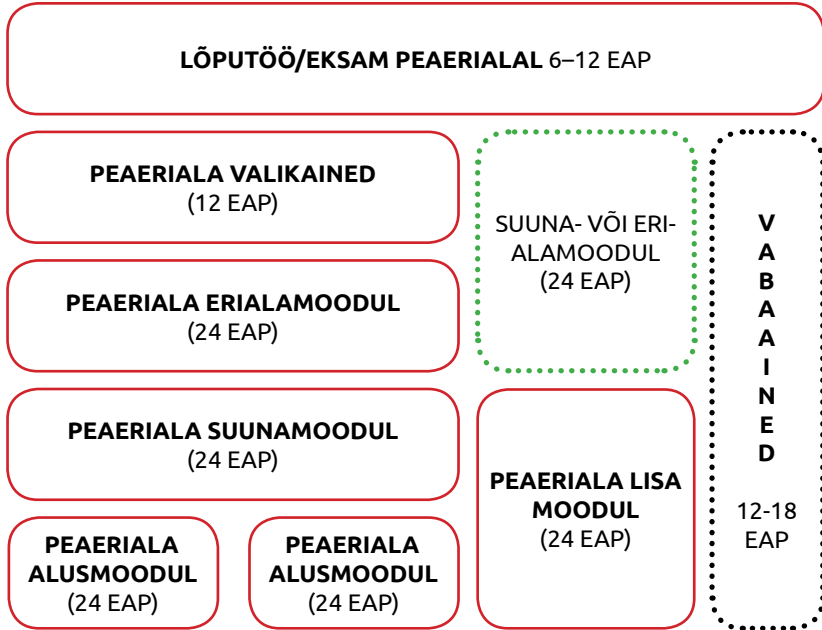 LÕPUTÖÖ/EKSAM PEAERIALAL 6–12 EAP
PEAERIALA VALIKAINED
(12 EAP)
PEAERIALA ERIALAMOODUL
(24 EAP)
PEAERIALA SUUNAMOODUL
(24 EAP)
PEAERIALA
ALUSMOODUL
(24 EAP)
PEAERIALA
ALUSMOODUL
(24 EAP)
SUUNA- VÕI ERI-
ALAMOODUL
(24 EAP)
PEAERIALA LISA
MOODUL
(24 EAP)
V
A
B
A
A
I
N
E
D
12-18
EAP